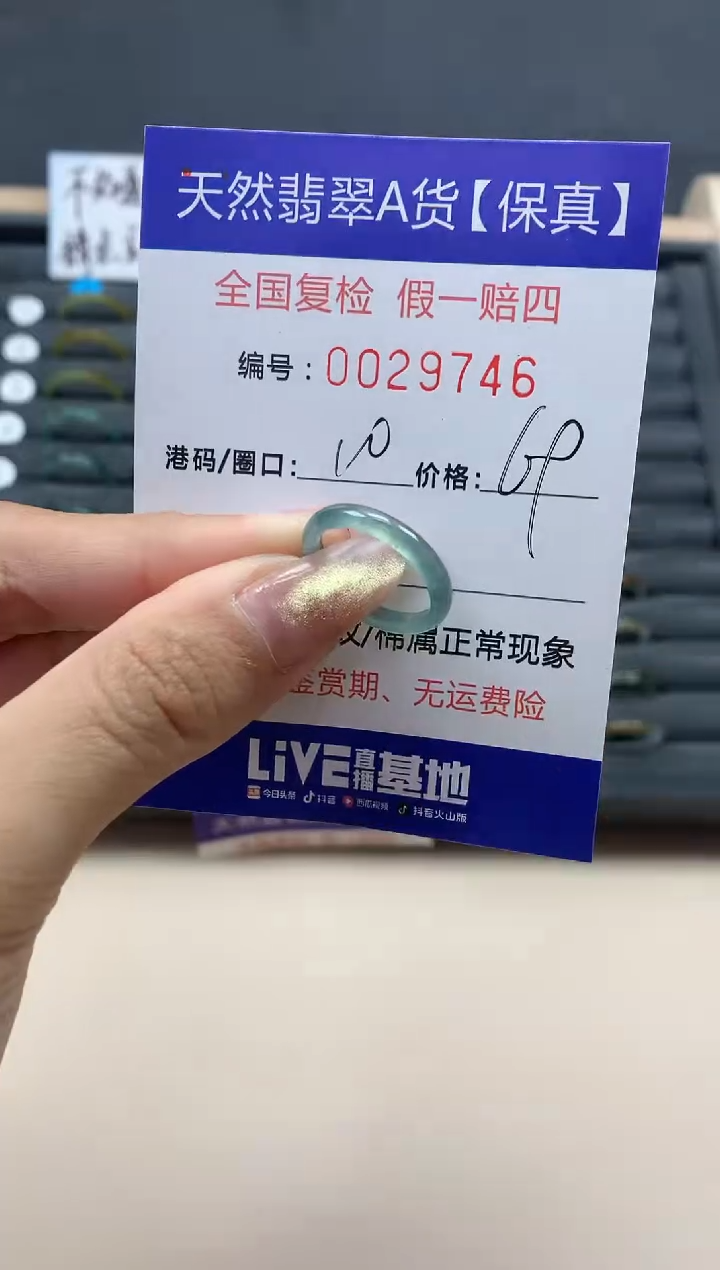 天然翡翠A货【保真】
全国复检 假一赔四
编号：0029746
港码/圈口: 10 价格: 69
纹/棉属正常现象
鉴赏期、无运费险
LiVE直播基地
今日头条 抖音 西瓜视频 抖音火山版